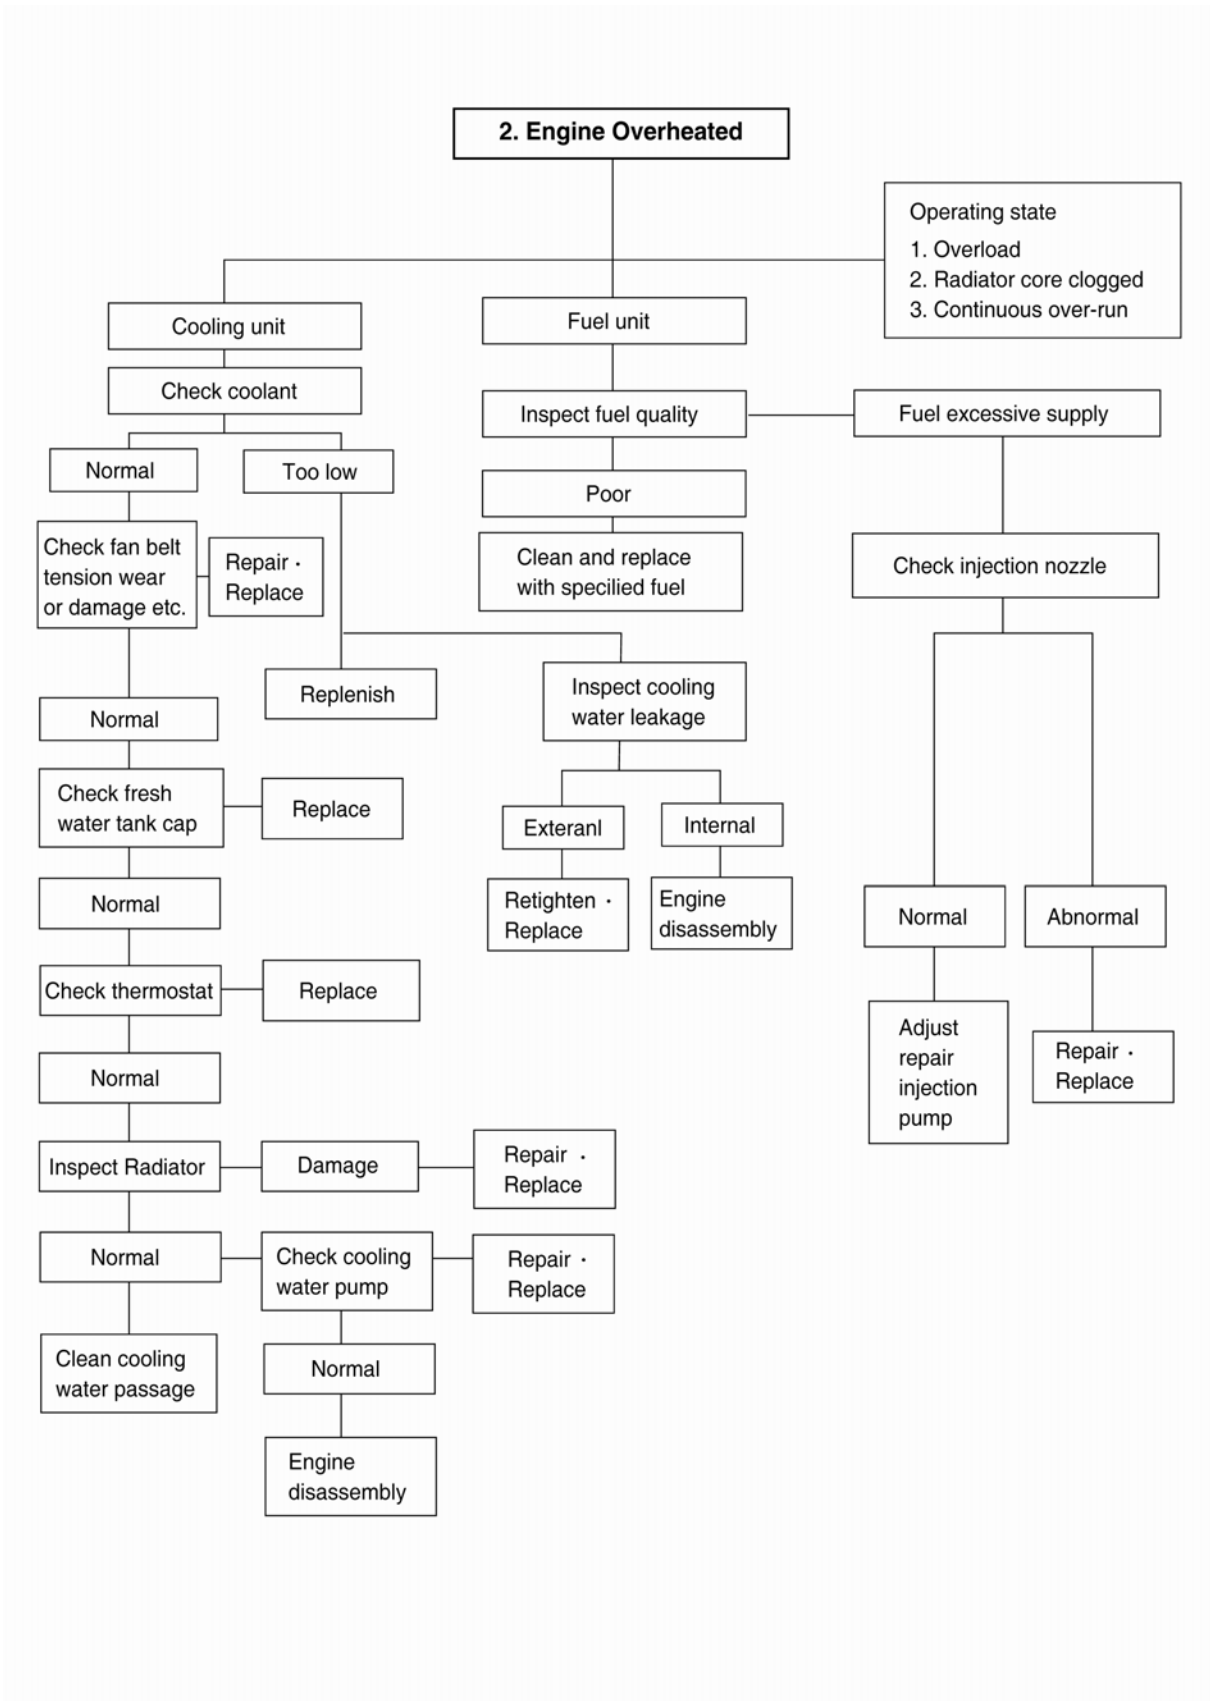 2. Engine Overheated
Operating state
1. Overload
2. Radiator core clogged
3. Continuous over-run
Cooling unit
Fuel unit
Check coolant
Inspect fuel quality
Fuel excessive supply
Normal
Too low
Poor
Check fan belt
tension wear
or damage etc.
Repair ·
Replace
Clean and replace
with specilied fuel
Check injection nozzle
Replenish
Inspect cooling
water leakage
Normal
Check fresh
water tank cap
Replace
Exteranl
Internal
Normal
Retighten ·
Replace
Engine
disassembly
Normal
Abnormal
Check thermostat
Replace
Adjust
repair
injection
pump
Repair ·
Replace
Normal
Inspect Radiator
Damage
Repair ·
Replace
Normal
Check cooling
water pump
Repair ·
Replace
Clean cooling
water passage
Normal
Engine
disassembly